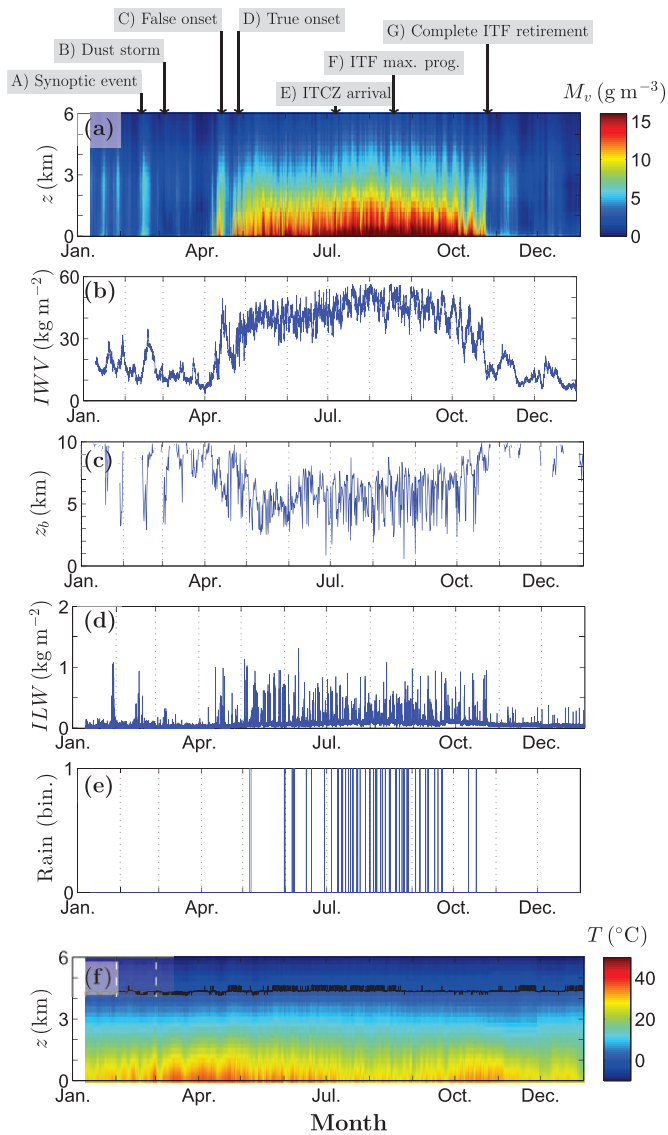 C) False onset
D) True onset
G) Complete ITF retirement
B) Dust storm
F) ITF max. prog.
A) Synoptic event
E) ITCZ arrival
M_v (g m⁻³)
(a)
z (km)
6
3
0
15
10
5
0
Jan. Apr. Jul. Oct. Dec.
(b)
IWV (kg m⁻²)
60
30
0
Jan. Apr. Jul. Oct. Dec.
(c)
z_b (km)
10
5
0
Jan. Apr. Jul. Oct. Dec.
(d)
ILW (kg m⁻²)
2
1
0
Jan. Apr. Jul. Oct. Dec.
(e)
Rain (bin.)
1
0
Jan. Apr. Jul. Oct. Dec.
T (°C)
(f)
z (km)
6
3
0
40
20
0
Jan. Apr. Jul. Oct. Dec.
Month